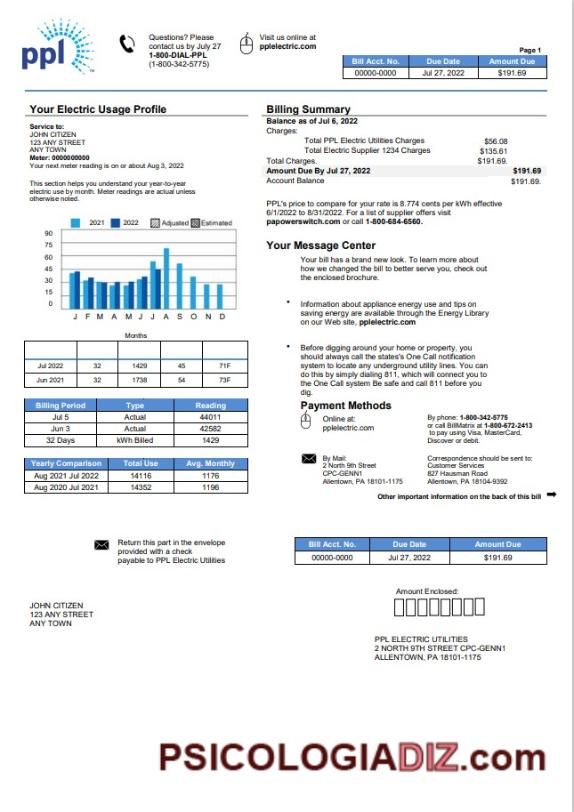 ppl
Questions? Please
contact us by July 27
1-800-DIAL-PPL
(1-800-342-5775)
Visit us online at
pplelectric.com
Page 1
Bill Acct. No. Due Date Amount Due
00000-0000 Jul 27, 2022 $191.69
Your Electric Usage Profile
Service to:
JOHN CITIZEN
123 ANY STREET
ANY TOWN
Meter: 0000000000
Your next meter reading is on or about Aug 3, 2022
This section helps you understand your year-to-year
electric use by month. Meter readings are actual unless
otherwise noted.
2021 2022 Adjusted Estimated
90
75
60
45
30
15
0
J F M A M J J A S O N D
Months
Jul 2022 32 1429 45 71F
Jun 2021 32 1738 54 73F
Billing Period Type Reading
Jul 5 Actual 44011
Jun 3 Actual 42582
32 Days kWh Billed 1429
Yearly Comparison Total Use Avg. Monthly
Aug 2021 Jul 2022 14116 1176
Aug 2020 Jul 2021 14352 1196
Billing Summary
Balance as of Jul 6, 2022
Charges:
Total PPL Electric Utilities Charges $56.08
Total Electric Supplier 1234 Charges $135.61
Total Charges. $191.69.
Amount Due By Jul 27, 2022 $191.69
Account Balance $191.69.
PPL's price to compare for your rate is 8.774 cents per kWh effective
6/1/2022 to 8/31/2022. For a list of supplier offers visit
papowerswitch.com or call 1-800-684-6560.
Your Message Center
Your bill has a brand new look. To learn more about
how we changed the bill to better serve you, check out
the enclosed brochure.
Information about appliance energy use and tips on
saving energy are available through the Energy Library
on our Web site, pplelectric.com
Before digging around your home or property, you
should always call the states's One Call notification
system to locate any underground utility lines. You can
do this by simply dialing 811, which will connect you to
the One Call system Be safe and call 811 before you
dig.
Payment Methods
Online at:
pplelectric.com
By phone: 1-800-342-5775
or call BillMatrix at 1-800-672-2413
to pay using Visa, MasterCard,
Discover or debit.
By Mail:
2 North 9th Street
CPC-GENN1
Allentown, PA 18101-1175
Correspondence should be sent to:
Customer Services
827 Hausman Road
Allentown, PA 18104-9392
Other important information on the back of this bill
Return this part in the envelope
provided with a check
payable to PPL Electric Utilities
Bill Acct. No. Due Date Amount Due
00000-0000 Jul 27, 2022 $191.69
Amount Enclosed:
JOHN CITIZEN
123 ANY STREET
ANY TOWN
PPL ELECTRIC UTILITIES
2 NORTH 9TH STREET CPC-GENN1
ALLENTOWN, PA 18101-1175
PSICOLOGIADIZ.com